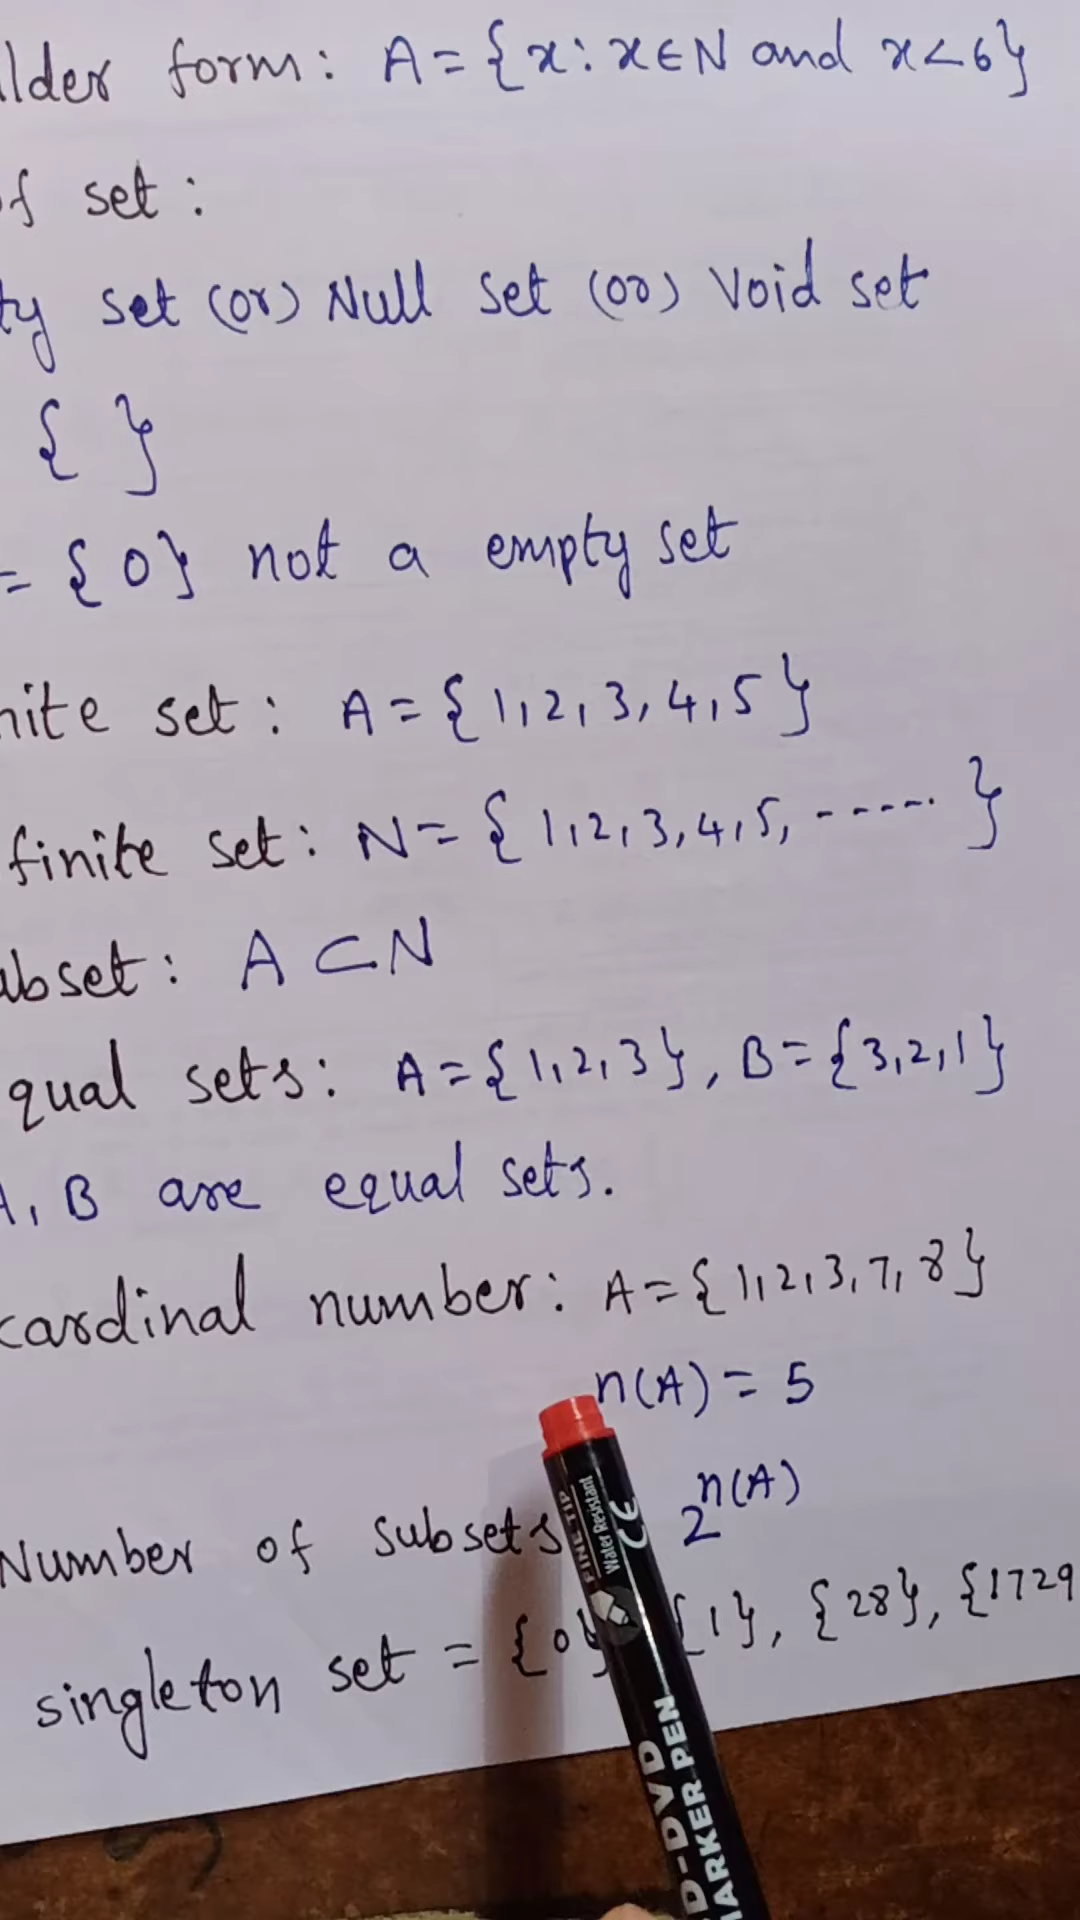 ilder form: A = {x : x ∈ N and x < 6}
of set :
ty set (or) Null set (or) Void set
{ }
= {0} not a empty set
nite set : A = {1, 2, 3, 4, 5}
finite set : N = {1, 2, 3, 4, 5, ------ }
ubset : A ⊂ N
qual sets : A = {1, 2, 3}, B = {3, 2, 1}
A, B are equal sets.
cardinal number : A = {1, 2, 3, 7, 8}
n(A) = 5
Number of subsets 2^n(A)
singleton set = {0} {1}, {28}, {1729
FINE TIP
Water Resistant
CE
D-DVD
MARKER PEN